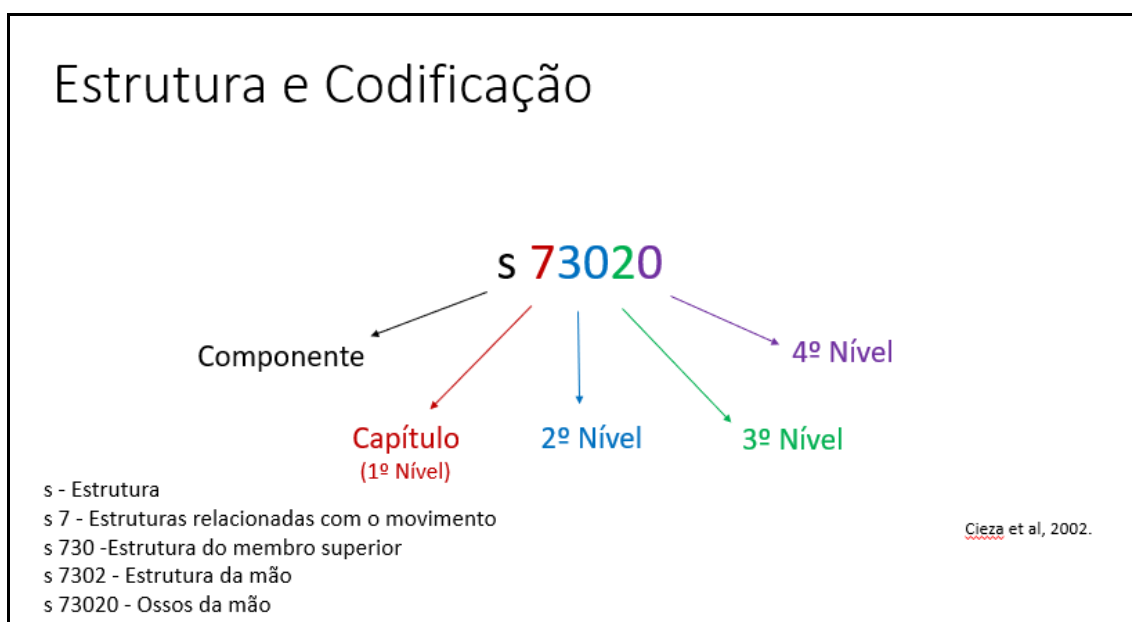 Estrutura e Codificação
s 73020
Componente
4º Nível
Capítulo
(1º Nível)
2º Nível
3º Nível
s - Estrutura
s 7 - Estruturas relacionadas com o movimento
s 730 -Estrutura do membro superior
s 7302 - Estrutura da mão
s 73020 - Ossos da mão
Cieza et al, 2002.